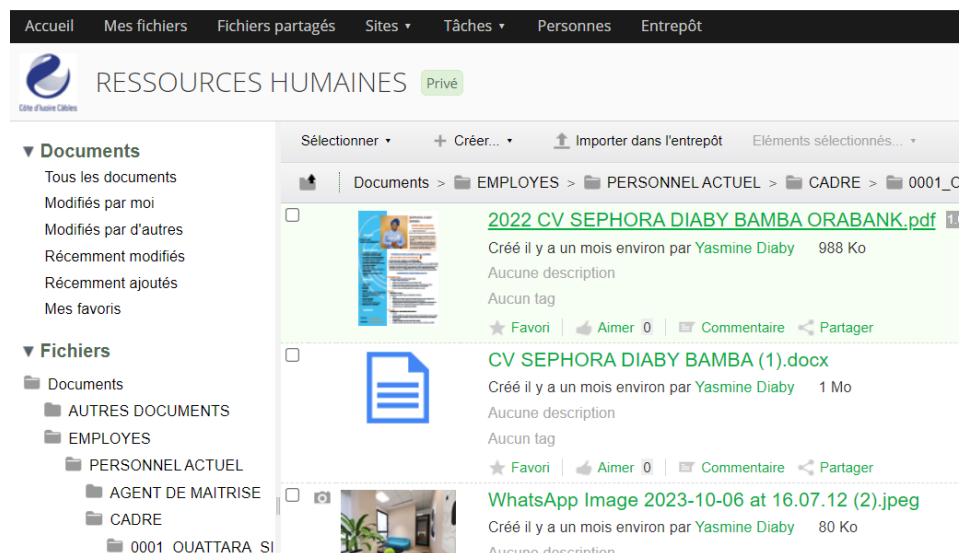 Accueil Mes fichiers Fichiers partagés Sites Tâches Personnes Entrepôt
Côte d'Ivoire Câbles
RESSOURCES HUMAINES Privé
Sélectionner + Créer... Importer dans l'entrepôt Eléments sélectionnés...
Documents > EMPLOYES > PERSONNEL ACTUEL > CADRE > 0001_
Documents
Tous les documents
Modifiés par moi
Modifiés par d'autres
Récemment modifiés
Récemment ajoutés
Mes favoris
Fichiers
Documents
AUTRES DOCUMENTS
EMPLOYES
PERSONNEL ACTUEL
AGENT DE MAITRISE
CADRE
0001_OUATTARA_SI
2022 CV SEPHORA DIABY BAMBA ORABANK.pdf
Créé il y a un mois environ par Yasmine Diaby 988 Ko
Aucune description
Aucun tag
Favori Aimer 0 Commentaire Partager
CV SEPHORA DIABY BAMBA (1).docx
Créé il y a un mois environ par Yasmine Diaby 1 Mo
Aucune description
Aucun tag
Favori Aimer 0 Commentaire Partager
WhatsApp Image 2023-10-06 at 16.07.12 (2).jpeg
Créé il y a un mois environ par Yasmine Diaby 80 Ko
Aucune description